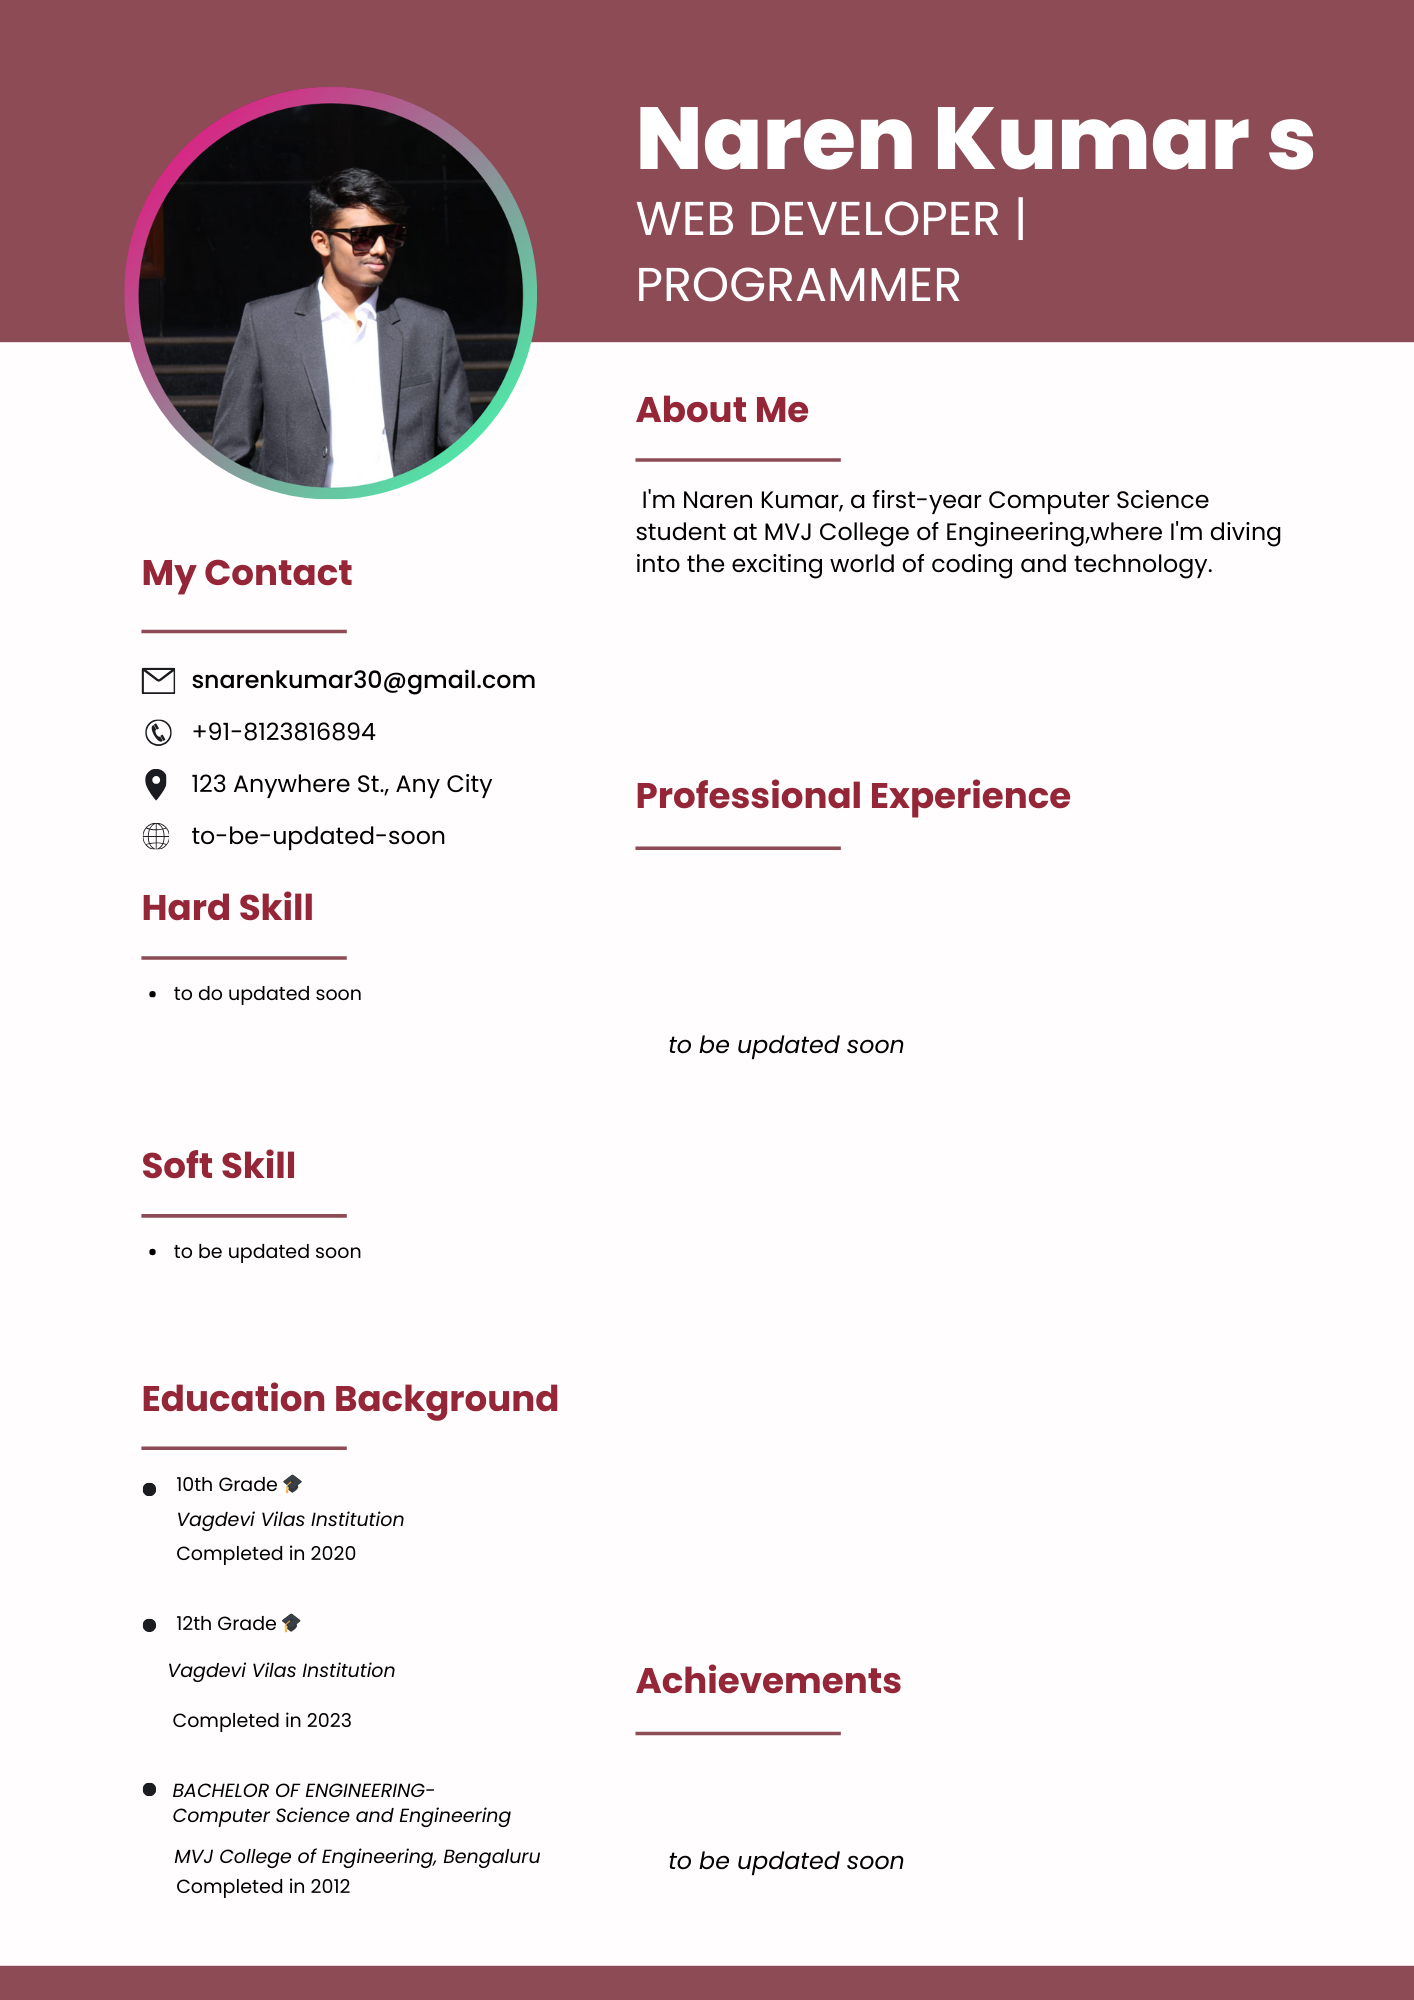 Naren Kumar s
WEB DEVELOPER |
PROGRAMMER
My Contact
snarenkumar30@gmail.com
+91-8123816894
123 Anywhere St., Any City
to-be-updated-soon
Hard Skill
• to do updated soon
Soft Skill
• to be updated soon
Education Background
10th Grade 🎓
Vagdevi Vilas Institution
Completed in 2020
12th Grade 🎓
Vagdevi Vilas Institution
Completed in 2023
BACHELOR OF ENGINEERING-
Computer Science and Engineering
MVJ College of Engineering, Bengaluru
Completed in 2012
About Me
I'm Naren Kumar, a first-year Computer Science
student at MVJ College of Engineering,where I'm diving
into the exciting world of coding and technology.
Professional Experience
to be updated soon
Achievements
to be updated soon